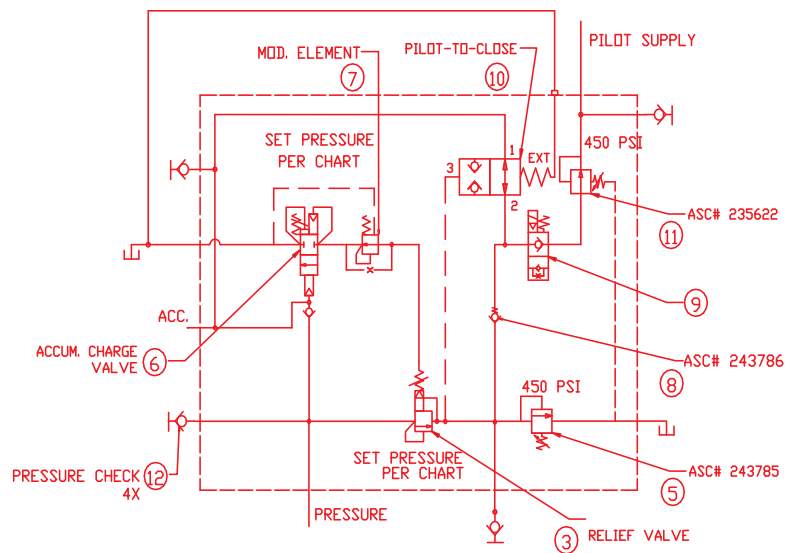 PILOT SUPPLY
MOD. ELEMENT
7
PILOT-TO-CLOSE
10
SET PRESSURE
PER CHART
450 PSI
1
EXT
3
2
ASC# 235622
11
9
ACC.
ACCUM. CHARGE
VALVE
6
ASC# 243786
8
450 PSI
SET PRESSURE
PER CHART
PRESSURE CHECK
4X
12
ASC# 243785
5
PRESSURE
3
RELIEF VALVE